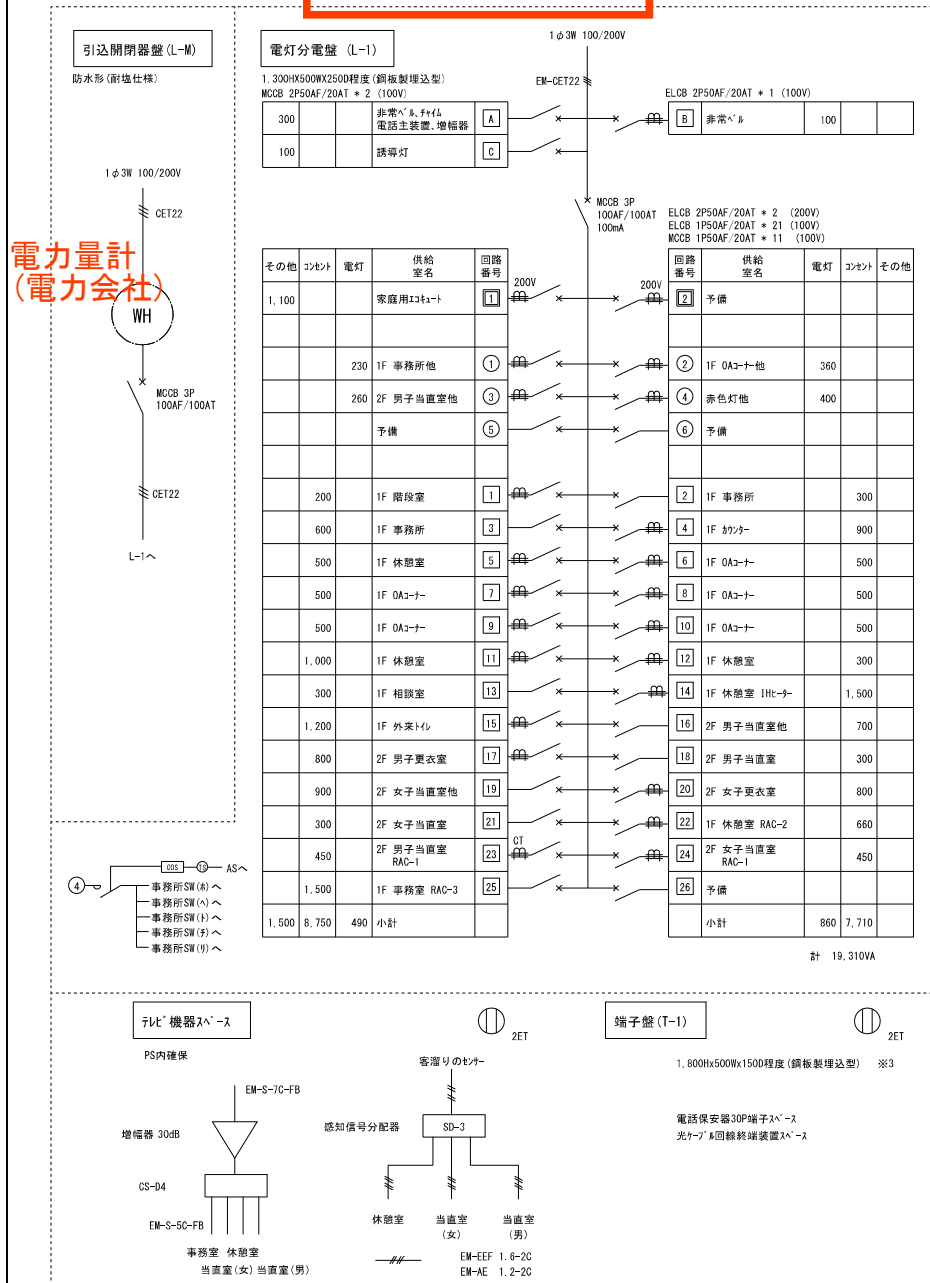 引込開閉器盤(L-M)
防水形(耐塩仕様)
1φ3W 100/200V
CET22
電力量計
(電力会社)
WH
MCCB 3P
100AF/100AT
CET22
L-1へ
電灯分電盤 (L-1)
1,300HX500WX250D程度(鋼板製埋込型)
MCCB 2P50AF/20AT * 2 (100V)
1φ3W 100/200V
EM-CET22
ELCB 2P50AF/20AT * 1 (100V)
300 非常ベル、チャイム
電話主装置、増幅器 A
B 非常ベル 100
100 誘導灯 C
MCCB 3P
100AF/100AT
100mA
ELCB 2P50AF/20AT * 2 (200V)
ELCB 1P50AF/20AT * 21 (100V)
MCCB 1P50AF/20AT * 11 (100V)
その他 コンセント 電灯 供給室名 回路番号
回路番号 供給室名 電灯 コンセント その他
1,100 家庭用エコキュート 1 200V
200V 2 予備
230 1F 事務所他 1
2 1F OAコーナー他 360
260 2F 男子当直室他 3
4 赤色灯他 400
予備 5
6 予備
200 1F 階段室 1
2 1F 事務所 300
600 1F 事務所 3
4 1F カウンター 900
500 1F 休憩室 5
6 1F OAコーナー 500
500 1F OAコーナー 7
8 1F OAコーナー 500
500 1F OAコーナー 9
10 1F OAコーナー 500
1,000 1F 休憩室 11
12 1F 休憩室 300
300 1F 相談室 13
14 1F 休憩室 IHヒーター 1,500
1,200 1F 外来トイレ 15
16 2F 男子当直室他 700
800 2F 男子更衣室 17
18 2F 男子当直室 300
900 2F 女子当直室他 19
20 2F 女子更衣室 800
300 2F 女子当直室 21
22 1F 休憩室 RAC-2 660
450 2F 男子当直室
RAC-1 23 CT
24 2F 女子当直室
RAC-1 450
1,500 1F 事務室 RAC-3 25
26 予備
1,500 8,750 490 小計
小計 860 7,710
計 19,310VA
4 COS TS ASへ
事務所SW(ホ)へ
事務所SW(ヘ)へ
事務所SW(ト)へ
事務所SW(チ)へ
事務所SW(リ)へ
テレビ機器スペース
PS内確保
EM-S-7C-FB
増幅器 30dB
CS-D4
EM-S-5C-FB
事務室 休憩室
当直室(女) 当直室(男)
2ET
客溜りのセンサー
感知信号分配器
SD-3
休憩室 当直室 当直室
(女) (男)
EM-EEF 1.6-2C
EM-AE 1.2-2C
端子盤(T-1)
2ET
1,800Hx500Wx150D程度(鋼板製埋込型) ※3
電話保安器30P端子スペース
光ケーブル回線終端装置スペース